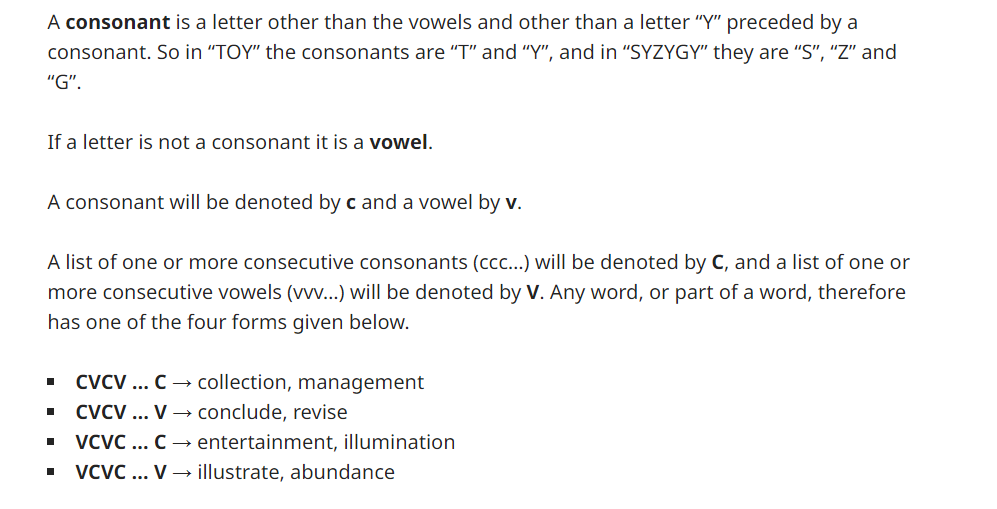 A consonant is a letter other than the vowels and other than a letter “Y” preceded by a
consonant. So in “TOY” the consonants are “T” and “Y”, and in “SYZYGY” they are “S”, “Z” and
“G”.
If a letter is not a consonant it is a vowel.
A consonant will be denoted by c and a vowel by v.
A list of one or more consecutive consonants (ccc...) will be denoted by C, and a list of one or
more consecutive vowels (vvv...) will be denoted by V. Any word, or part of a word, therefore
has one of the four forms given below.
▪ CVCV ... C → collection, management
▪ CVCV ... V → conclude, revise
▪ VCVC ... C → entertainment, illumination
▪ VCVC ... V → illustrate, abundance